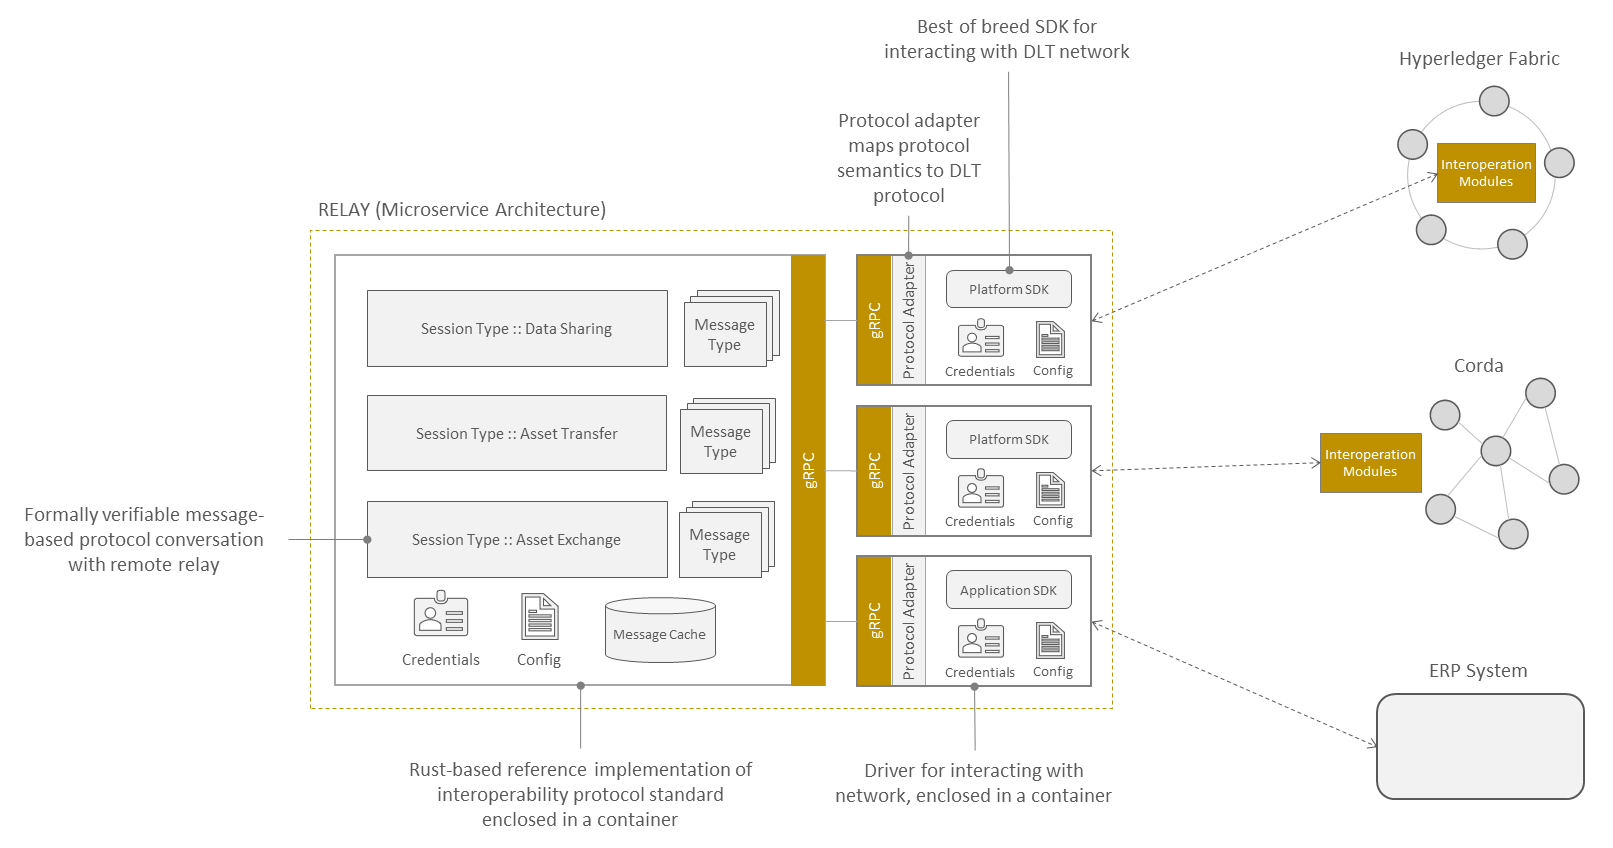 Best of breed SDK for
interacting with DLT network
Hyperledger Fabric
Protocol adapter
maps protocol
semantics to DLT
protocol
Interoperation
Modules
RELAY (Microservice Architecture)
Session Type :: Data Sharing
Message
Type
Session Type :: Asset Transfer
Message
Type
Session Type :: Asset Exchange
Message
Type
Credentials
Config
Message Cache
gRPC
gRPC
Protocol Adapter
Platform SDK
Credentials
Config
gRPC
Protocol Adapter
Platform SDK
Credentials
Config
gRPC
Protocol Adapter
Application SDK
Credentials
Config
Corda
Interoperation
Modules
ERP System
Formally verifiable message-
based protocol conversation
with remote relay
Rust-based reference implementation of
interoperability protocol standard
enclosed in a container
Driver for interacting with
network, enclosed in a container